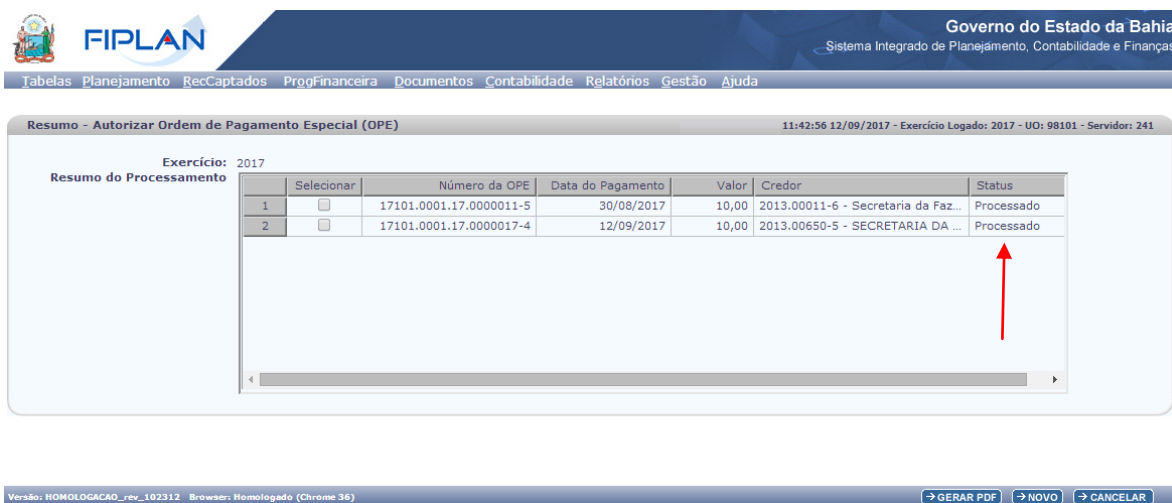 FIPLAN
Governo do Estado da Bahia
Sistema Integrado de Planejamento, Contabilidade e Finanças
Tabelas Planejamento RecCaptados ProgFinanceira Documentos Contabilidade Relatórios Gestão Ajuda
Resumo - Autorizar Ordem de Pagamento Especial (OPE) 11:42:56 12/09/2017 - Exercício Logado: 2017 - UO: 98101 - Servidor: 241
Exercício: 2017
Resumo do Processamento
Selecionar Número da OPE Data do Pagamento Valor Credor Status
1 17101.0001.17.0000011-5 30/08/2017 10,00 2013.00011-6 - Secretaria da Faz... Processado
2 17101.0001.17.0000017-4 12/09/2017 10,00 2013.00650-5 - SECRETARIA DA ... Processado
Versão: HOMOLOGACAO_rev_102312 Browser: Homologado (Chrome 36) GERAR PDF NOVO CANCELAR